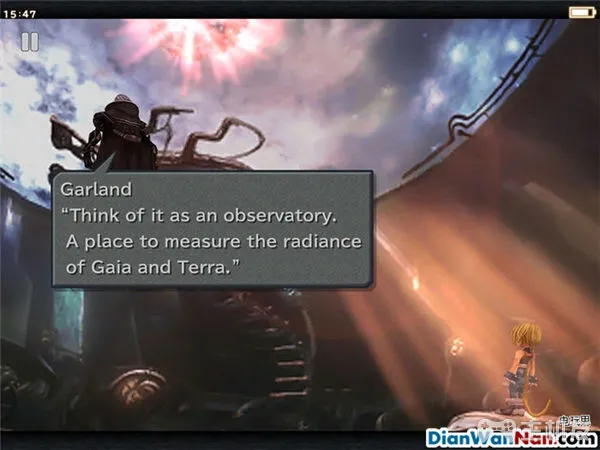 15:47
Garland
“Think of it as an observatory.
A place to measure the radiance
of Gaia and Terra.”
DianWanNan.com